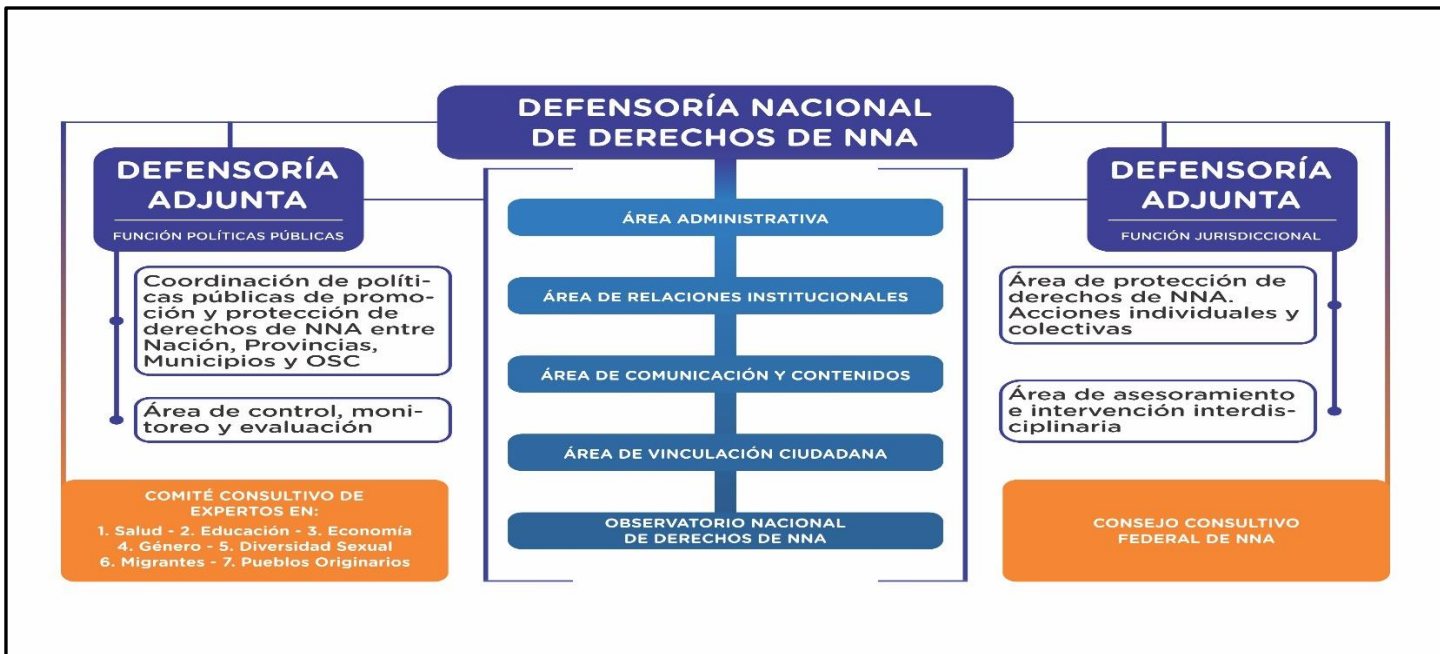 DEFENSORÍA NACIONAL
DE DERECHOS DE NNA
DEFENSORÍA
ADJUNTA
FUNCIÓN POLÍTICAS PÚBLICAS
Coordinación de políti-
cas públicas de promo-
ción y protección de
derechos de NNA entre
Nación, Provincias,
Municipios y OSC
Área de control, moni-
toreo y evaluación
COMITÉ CONSULTIVO DE
EXPERTOS EN:
1. Salud - 2. Educación - 3. Economía
4. Género - 5. Diversidad Sexual
6. Migrantes - 7. Pueblos Originarios
ÁREA ADMINISTRATIVA
ÁREA DE RELACIONES INSTITUCIONALES
ÁREA DE COMUNICACIÓN Y CONTENIDOS
ÁREA DE VINCULACIÓN CIUDADANA
OBSERVATORIO NACIONAL
DE DERECHOS DE NNA
DEFENSORÍA
ADJUNTA
FUNCIÓN JURISDICCIONAL
Área de protección de
derechos de NNA.
Acciones individuales y
colectivas
Área de asesoramiento
e intervención interdis-
ciplinaria
CONSEJO CONSULTIVO
FEDERAL DE NNA